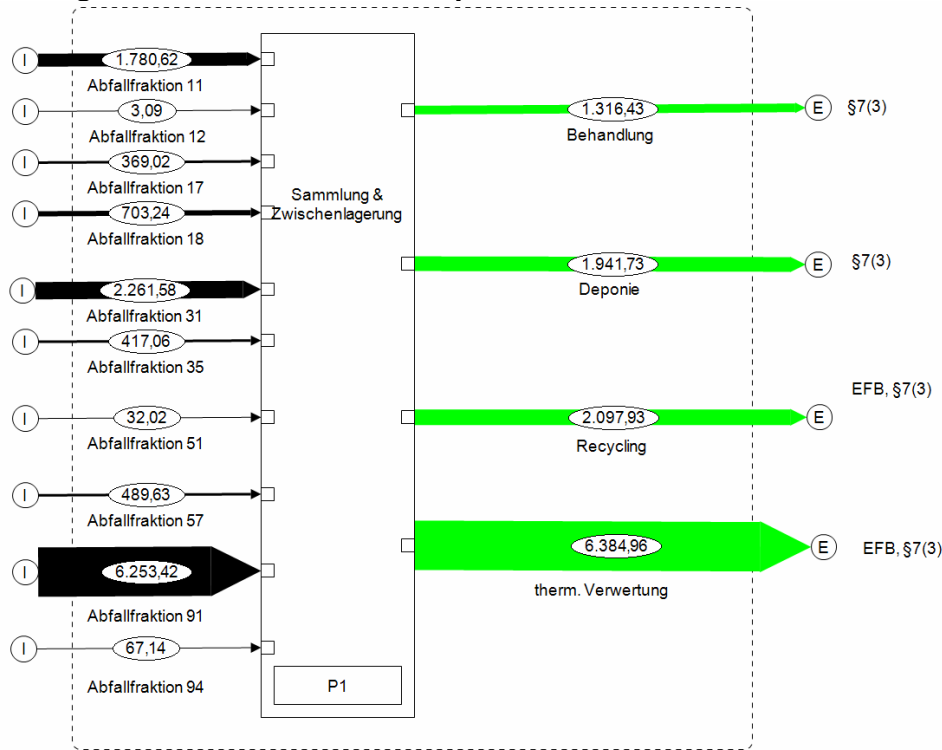 I
1.780,62
Abfallfraktion 11
I
3,09
Abfallfraktion 12
I
369,02
Abfallfraktion 17
I
703,24
Abfallfraktion 18
I
2.261,58
Abfallfraktion 31
I
417,06
Abfallfraktion 35
I
32,02
Abfallfraktion 51
I
489,63
Abfallfraktion 57
I
6.253,42
Abfallfraktion 91
I
67,14
Abfallfraktion 94
Sammlung &
Zwischenlagerung
P1
1.316,43
Behandlung
E
§7(3)
1.941,73
Deponie
E
§7(3)
2.097,93
Recycling
E
EFB, §7(3)
6.384,96
therm. Verwertung
E
EFB, §7(3)